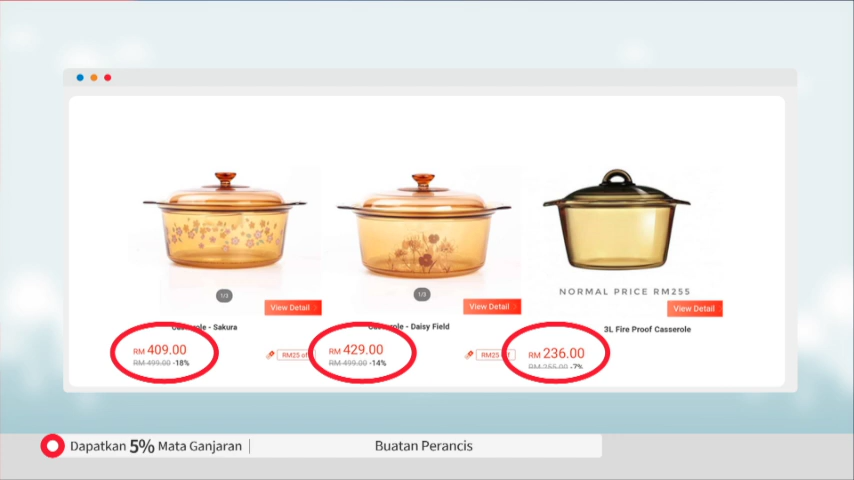 1/3
1/3
NORMAL PRICE RM255
View Detail
View Detail
View Detail
Casserole - Sakura
Casserole - Daisy Field
3L Fire Proof Casserole
RM 409.00
RM 499.00 -18%
RM25 off
RM 429.00
RM 499.00 -14%
RM25 off
RM 236.00
RM 255.00 -7%
Dapatkan 5% Mata Ganjaran
Buatan Perancis